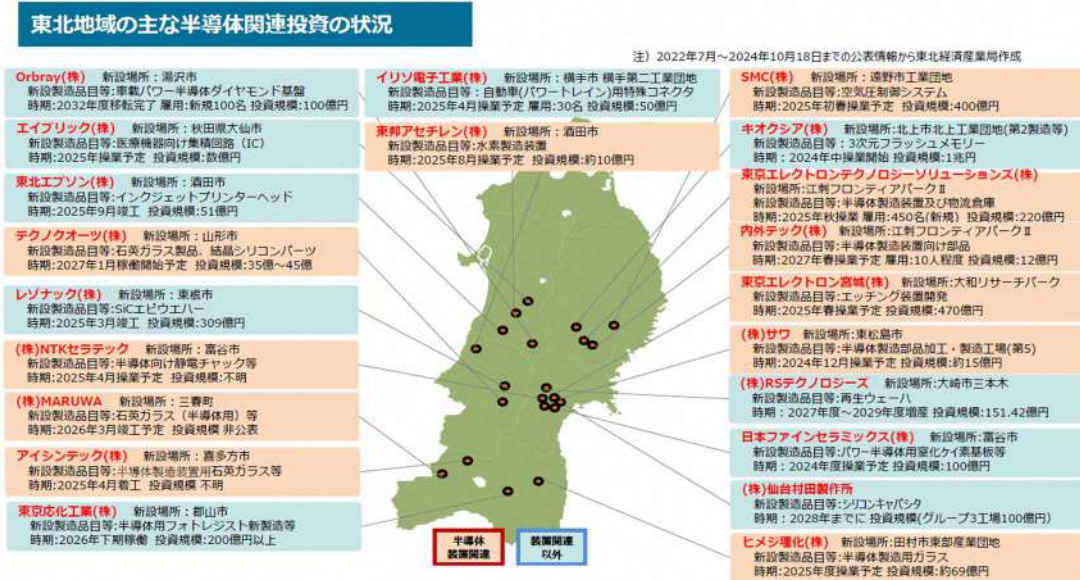 東北地域の主な半導体関連投資の状況
注）2022年7月～2024年10月18日までの公表情報から東北経済産業局作成
Orbray(株) 新設場所：湯沢市
新設製造品目等:車載パワー半導体ダイヤモンド基盤
時期:2032年度移転完了 雇用:新規100名 投資規模:100億円
エイブリック(株) 新設場所：秋田県大仙市
新設製造品目等:医療機器向け集積回路（IC）
時期:2025年操業予定 投資規模:数億円
東北エプソン(株) 新設場所：酒田市
新設製造品目等:インクジェットプリンターヘッド
時期:2025年9月竣工 投資規模:51億円
テクノクオーツ(株) 新設場所：山形市
新設製造品目等:石英ガラス製品、結晶シリコンパーツ
時期:2027年1月稼働開始予定 投資規模:35億～45億
レゾナック(株) 新設場所：東根市
新設製造品目等:SiCエピウエハー
時期:2025年3月竣工 投資規模:309億円
(株)NTKセラテック 新設場所：富谷市
新設製造品目等:半導体向け静電チャック等
時期:2025年4月操業予定 投資規模:不明
(株)MARUWA 新設場所：三春町
新設製造品目等:石英ガラス（半導体用）等
時期:2026年3月竣工予定 投資規模 非公表
アイシンテック(株) 新設場所：喜多方市
新設製造品目等:半導体製造装置用石英ガラス等
時期:2025年4月着工 投資規模 不明
東京応化工業(株) 新設場所：郡山市
新設製造品目等:半導体用フォトレジスト新製造等
時期:2026年下期稼働 投資規模:200億円以上
イリソ電子工業(株) 新設場所：横手市 横手第二工業団地
新設製造品目等：自動車(パワートレイン)用特殊コネクタ
時期:2025年4月操業予定 雇用:30名 投資規模:50億円
東邦アセチレン(株) 新設場所：酒田市
新設製造品目等:水素製造装置
時期:2025年8月操業予定 投資規模:約10億円
SMC(株) 新設場所：遠野市工業団地
新設製造品目等：空気圧制御システム
時期:2025年初春操業予定 投資規模:400億円
キオクシア(株) 新設場所:北上市北上工業団地(第2製造等)
新設製造品目等：3次元フラッシュメモリー
時期：2024年中操業開始 投資規模:1兆円
東京エレクトロンテクノロジーソリューションズ(株)
新設場所:江刺フロンティアパークⅡ
新設製造品目等:半導体製造装置及び物流倉庫
時期:2025年秋操業 雇用:450名(新規) 投資規模:220億円
内外テック(株) 新設場所:江刺フロンティアパークⅡ
新設製造品目等:半導体製造装置向け部品
時期:2027年春操業予定 雇用:10人程度 投資規模:12億円
東京エレクトロン宮城(株) 新設場所：大和リサーチパーク
新設製造品目等:エッチング装置開発
時期:2025年春操業予定 投資規模:470億円
(株)サワ 新設場所:東松島市
新設製造品目等:半導体製造部品加工・製造工場(第5)
時期:2024年12月操業予定 投資規模:約15億円
(株)RSテクノロジーズ 新設場所:大崎市三本木
新設製造品目等:再生ウェーハ
時期：2027年度～2029年度増産 投資規模:151.42億円
日本ファインセラミックス(株) 新設場所:富谷市
新設製造品目等:パワー半導体用窒化ケイ素基板等
時期：2024年度操業予定 投資規模:100億円
(株)仙台村田製作所
新設製造品目等:シリコンキャパシタ
時期：2028年までに 投資規模(グループ3工場100億円)
ヒメジ理化(株) 新設場所:田村市東部産業団地
新設製造品目等:半導体製造用ガラス
時期:2025年度操業予定 投資規模:約69億円
半導体
装置関連
装置関連
以外